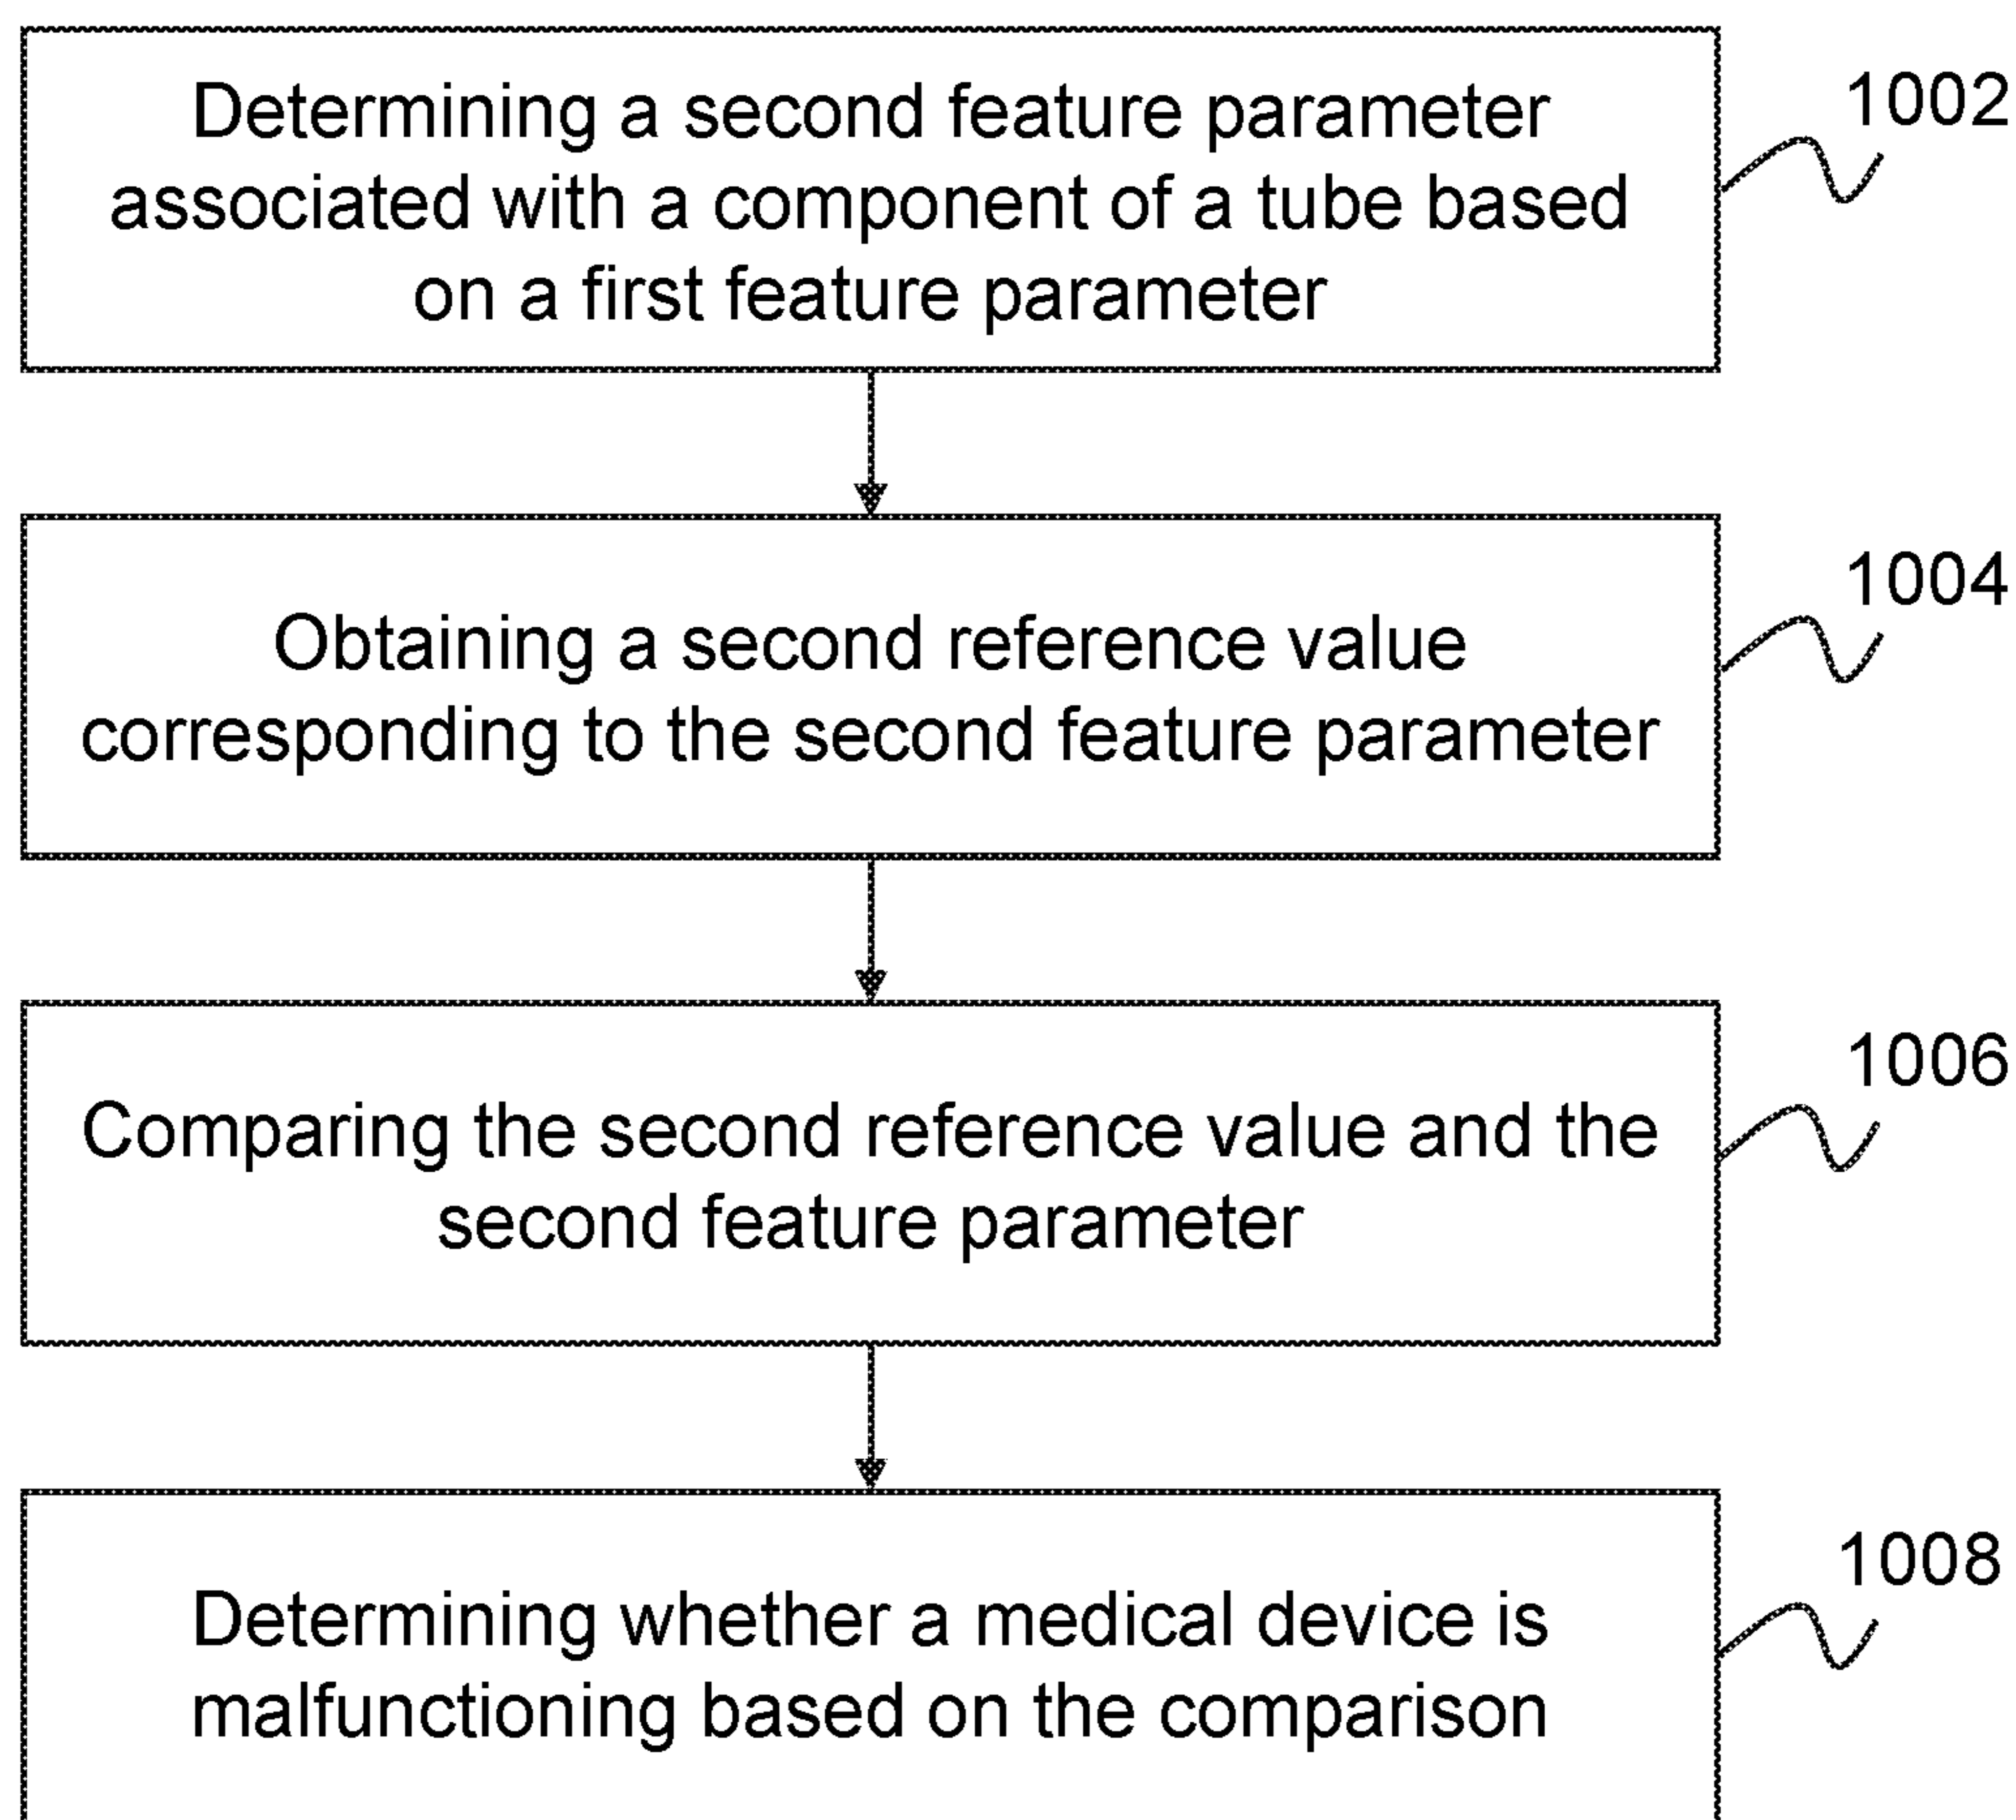 Determining a second feature parameter
associated with a component of a tube based
on a first feature parameter
1002
Obtaining a second reference value
corresponding to the second feature parameter
1004
Comparing the second reference value and the
second feature parameter
1006
Determining whether a medical device is
malfunctioning based on the comparison
1008